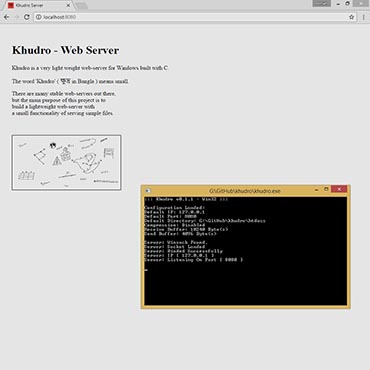 Khudro Server
localhost:8080
Khudro - Web Server
Khudro is a very light weight web-server for Windows built with C.
The word 'Khudro' ( ক্ষুদ্র in Bangla ) means small.
There are many stable web-servers out there,
but the main purpose of this project is to
build a lightweight web-server with
a small functionality of serving sample files.
G:\GitHub\khudro\khudro.exe
::: Khudro v0.1.1 - Win32 :::
Configuration Loaded:
Default IP: 127.0.0.1
Default Port: 8080
Default Directory: G:\GitHub\khudro\htdocs
Compression: Disabled
Receive Buffer: 10240 Byte(s)
Send Buffer: 4096 Byte(s)
Server: Winsock Found.
Server: Socket Loaded
Server: Binded Successfully
Server: IP [ 127.0.0.1 ]
Server: Listening On Port [ 8080 ]